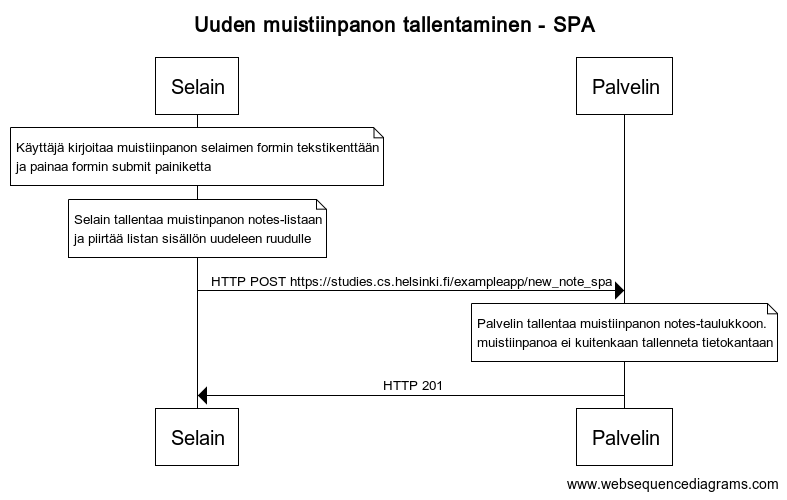 Uuden muistiinpanon tallentaminen - SPA
Selain
Palvelin
Käyttäjä kirjoitaa muistiinpanon selaimen formin tekstikenttään
ja painaa formin submit painiketta
Selain tallentaa muistinpanon notes-listaan
ja piirtää listan sisällön uudeleen ruudulle
HTTP POST https://studies.cs.helsinki.fi/exampleapp/new_note_spa
Palvelin tallentaa muistiinpanon notes-taulukkoon.
muistiinpanoa ei kuitenkaan tallenneta tietokantaan
HTTP 201
Selain
Palvelin
www.websequencediagrams.com